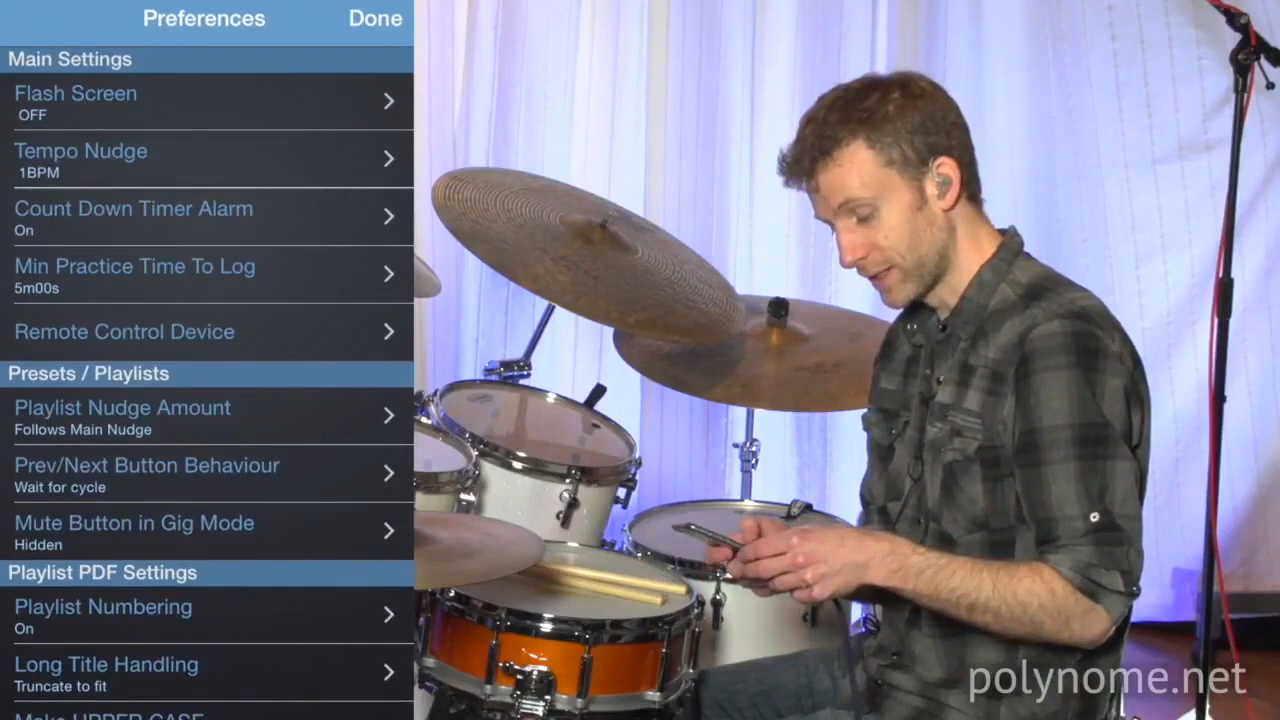 Preferences
Done
Main Settings
Flash Screen
OFF
Tempo Nudge
1BPM
Count Down Timer Alarm
On
Min Practice Time To Log
5m00s
Remote Control Device
Presets / Playlists
Playlist Nudge Amount
Follows Main Nudge
Prev/Next Button Behaviour
Wait for cycle
Mute Button in Gig Mode
Hidden
Playlist PDF Settings
Playlist Numbering
On
Long Title Handling
Truncate to fit
Make UPPER CASE
polynome.net